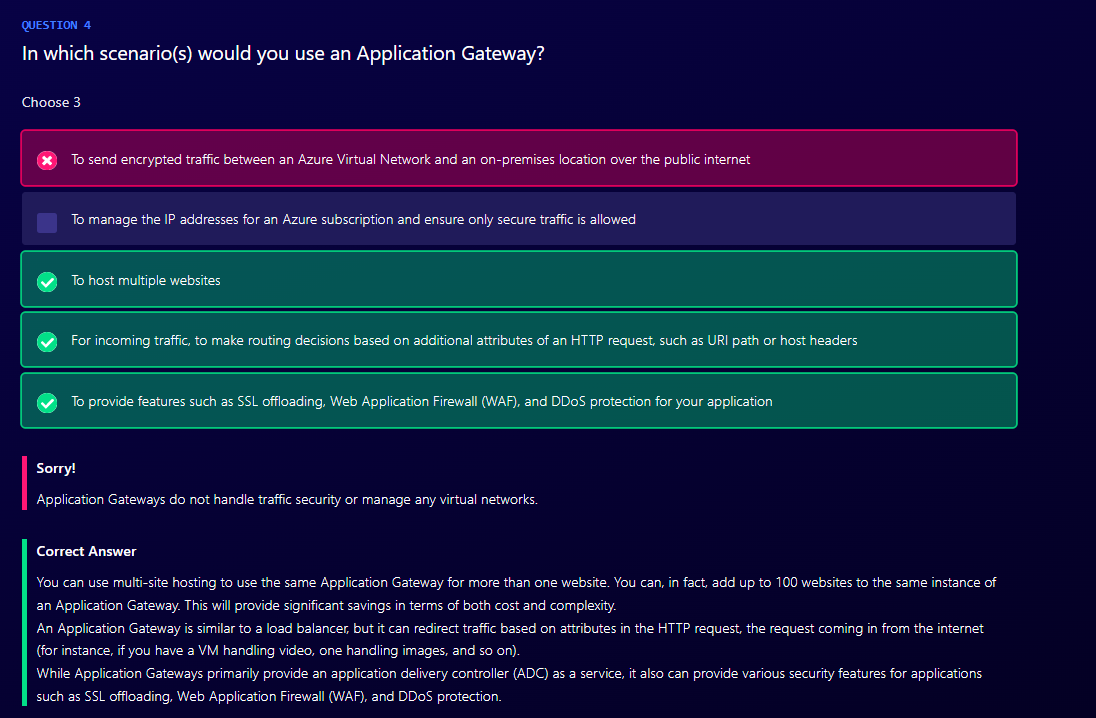 QUESTION 4
In which scenario(s) would you use an Application Gateway?
Choose 3
To send encrypted traffic between an Azure Virtual Network and an on-premises location over the public internet
To manage the IP addresses for an Azure subscription and ensure only secure traffic is allowed
To host multiple websites
For incoming traffic, to make routing decisions based on additional attributes of an HTTP request, such as URI path or host headers
To provide features such as SSL offloading, Web Application Firewall (WAF), and DDoS protection for your application
Sorry!
Application Gateways do not handle traffic security or manage any virtual networks.
Correct Answer
You can use multi-site hosting to use the same Application Gateway for more than one website. You can, in fact, add up to 100 websites to the same instance of
an Application Gateway. This will provide significant savings in terms of both cost and complexity.
An Application Gateway is similar to a load balancer, but it can redirect traffic based on attributes in the HTTP request, the request coming in from the internet
(for instance, if you have a VM handling video, one handling images, and so on).
While Application Gateways primarily provide an application delivery controller (ADC) as a service, it also can provide various security features for applications
such as SSL offloading, Web Application Firewall (WAF), and DDoS protection.